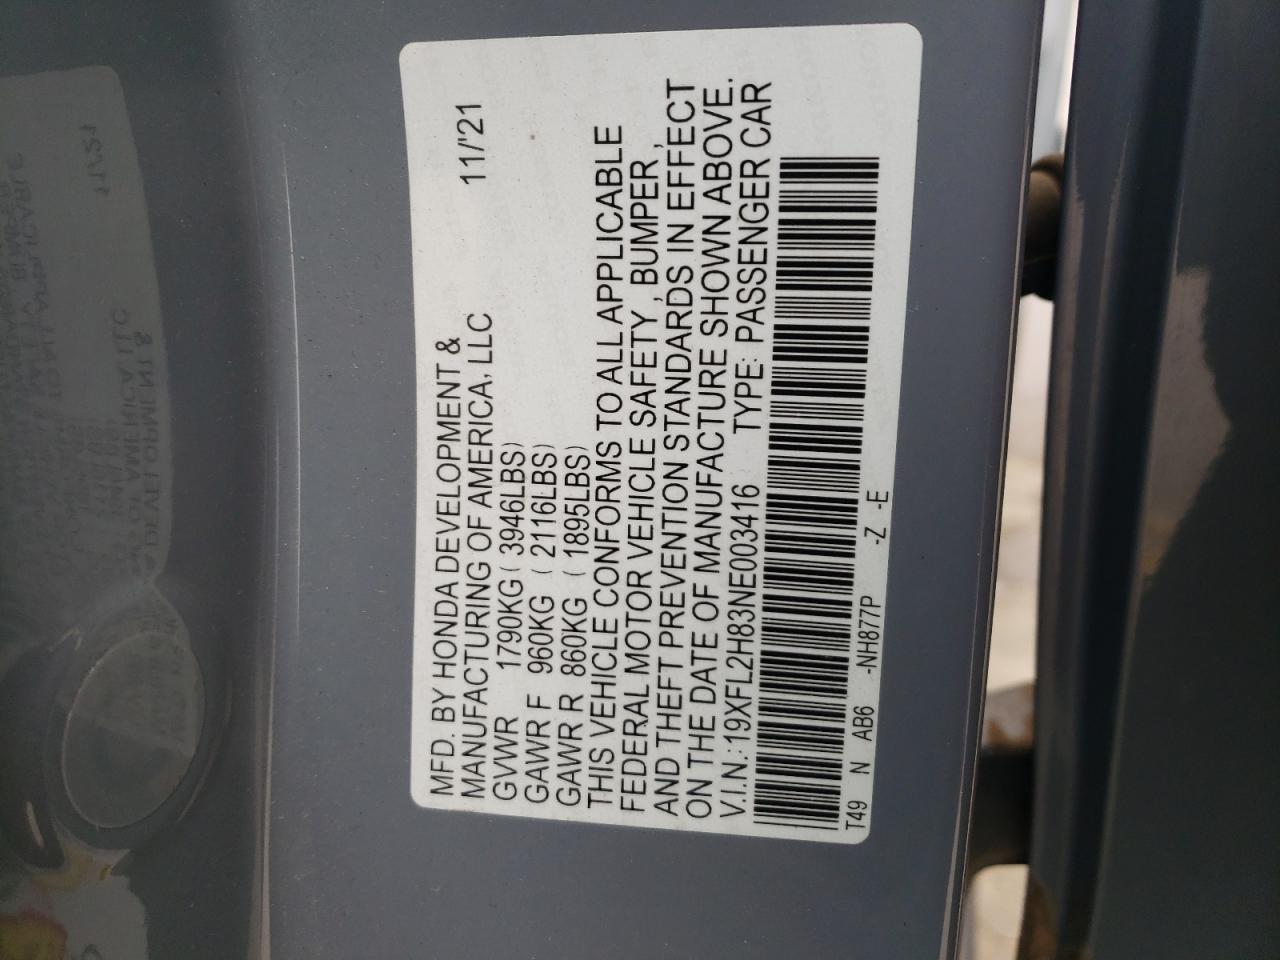 MFD. BY HONDA DEVELOPMENT &
MANUFACTURING OF AMERICA, LLC 11/'21
GVWR 1790KG ( 3946LBS)
GAWR F 960KG ( 2116LBS)
GAWR R 860KG ( 1895LBS)
THIS VEHICLE CONFORMS TO ALL APPLICABLE
FEDERAL MOTOR VEHICLE SAFETY , BUMPER ,
AND THEFT PREVENTION STANDARDS IN EFFECT
ON THE DATE OF MANUFACTURE SHOWN ABOVE.
V.I.N.: 19XFL2H83NE003416 TYPE: PASSENGER CAR
T49 N AB6 -NH877P -Z -E